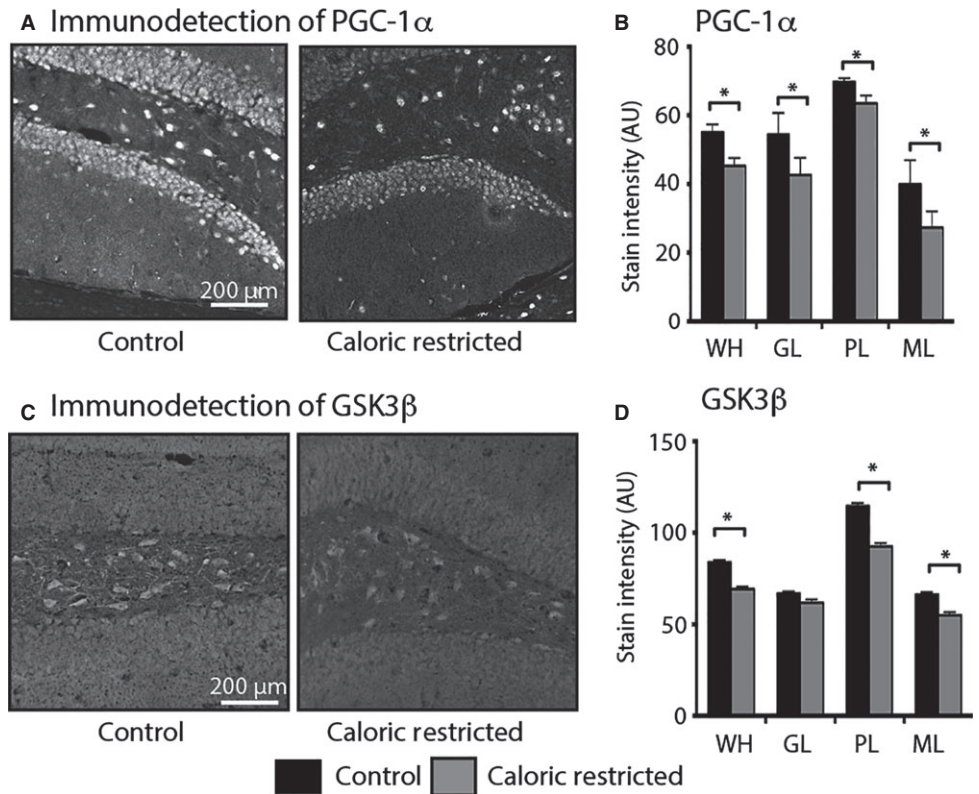 A Immunodetection of PGC-1α
200 µm
Control
Caloric restricted
B PGC-1α
Stain intensity (AU)
80
60
40
20
0
*
*
*
*
WH GL PL ML
C Immunodetection of GSK3β
200 µm
Control
Caloric restricted
D GSK3β
Stain intensity (AU)
150
100
50
0
*
*
*
WH GL PL ML
Control
Caloric restricted